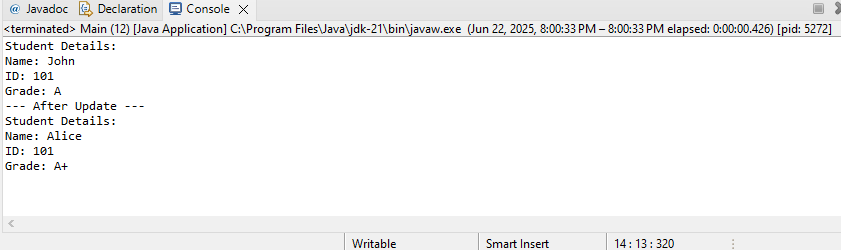 @ Javadoc Declaration Console
<terminated> Main (12) [Java Application] C:\Program Files\Java\jdk-21\bin\javaw.exe (Jun 22, 2025, 8:00:33 PM – 8:00:33 PM elapsed: 0:00:00.426) [pid: 5272]
Student Details:
Name: John
ID: 101
Grade: A
--- After Update ---
Student Details:
Name: Alice
ID: 101
Grade: A+
Writable Smart Insert 14 : 13 : 320